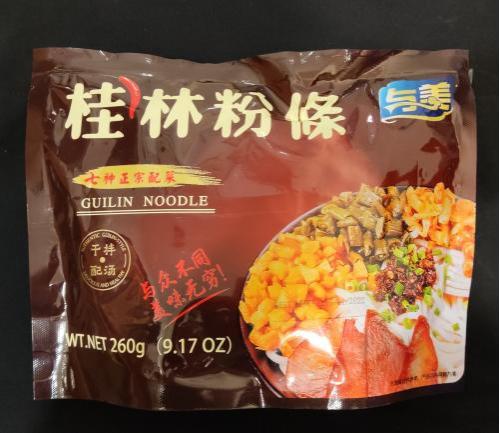 与美
桂林粉條
七种正宗配菜
GUILIN NOODLE
干拌
配汤
与众不同
美味无穷！
WT.NET 260g (9.17 OZ)